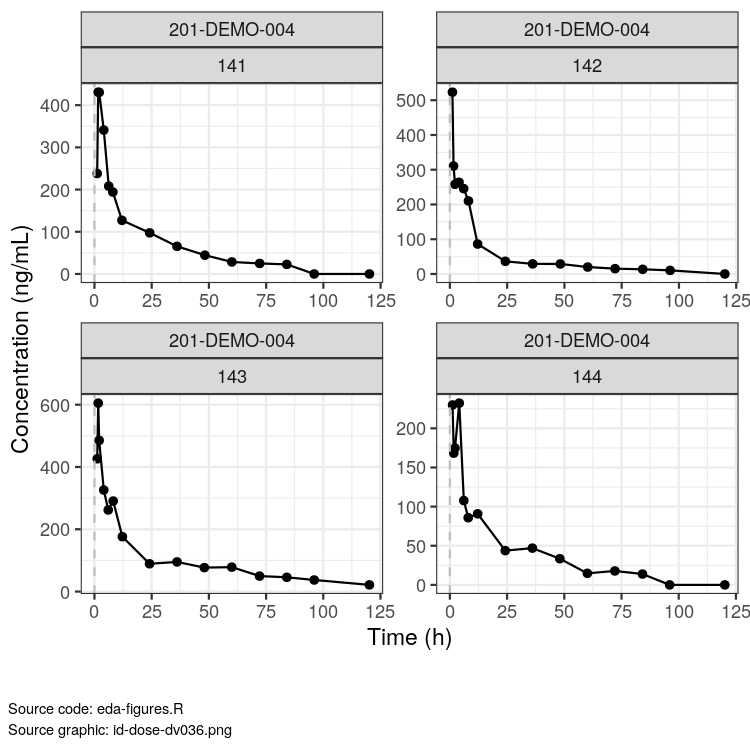 201-DEMO-004
201-DEMO-004
141
142
400
300
200
100
0
500
400
300
200
100
0
0 25 50 75 100 125
0 25 50 75 100 125
201-DEMO-004
201-DEMO-004
143
144
600
400
200
0
200
150
100
50
0
0 25 50 75 100 125
0 25 50 75 100 125
Concentration (ng/mL)
Time (h)
Source code: eda-figures.R
Source graphic: id-dose-dv036.png